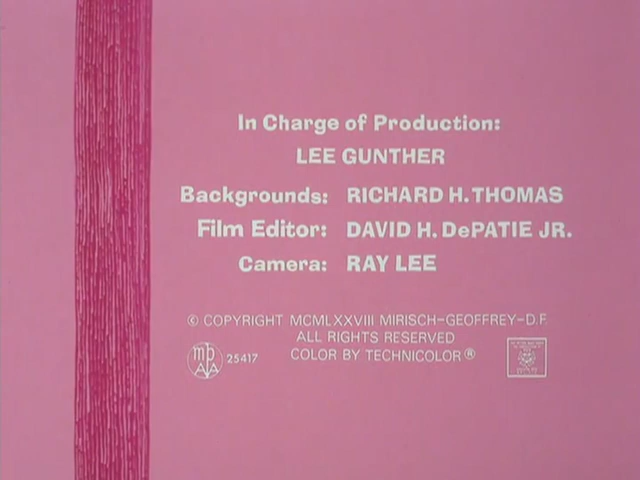 In Charge of Production:
LEE GUNTHER
Backgrounds: RICHARD H. THOMAS
Film Editor: DAVID H. DePATIE JR.
Camera: RAY LEE
© COPYRIGHT MCMLXXVIII MIRISCH-GEOFFREY-D.F.
ALL RIGHTS RESERVED
COLOR BY TECHNICOLOR®
mpAA 25417